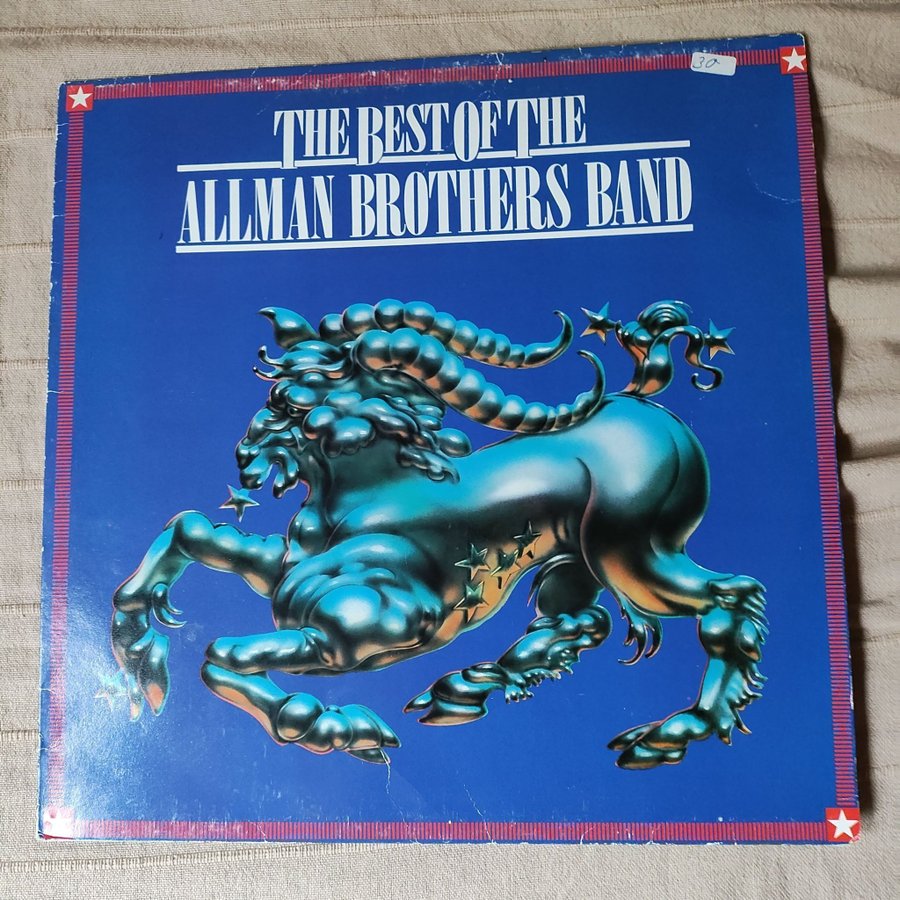 30
THE BEST OF THE
ALLMAN BROTHERS BAND